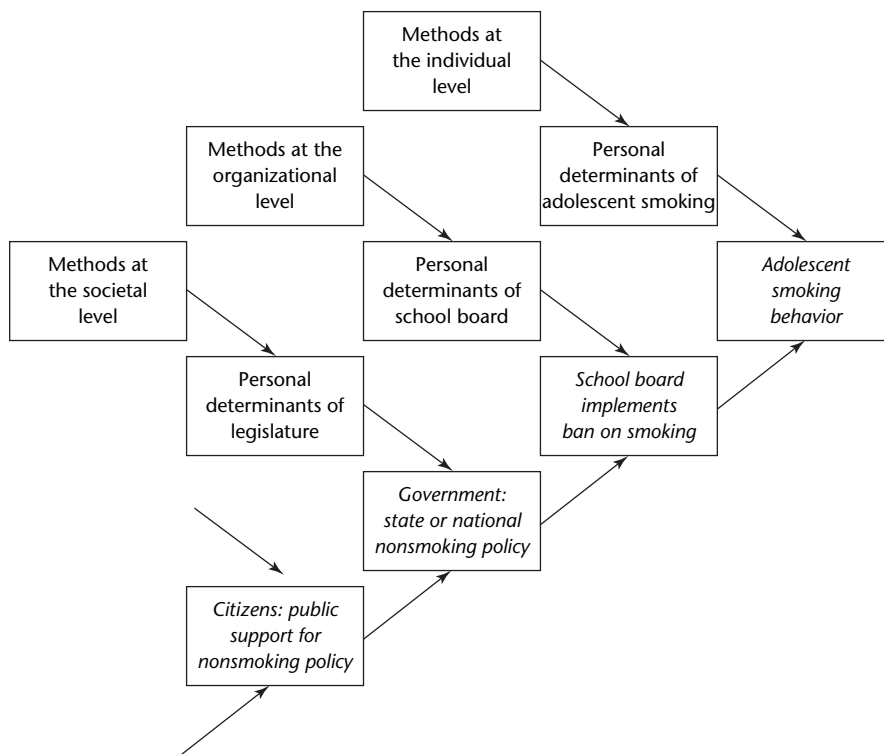 Methods at
the individual
level
Methods at the
organizational
level
Personal
determinants of
adolescent smoking
Methods at
the societal
level
Personal
determinants of
school board
Adolescent
smoking
behavior
Personal
determinants of
legislature
School board
implements
ban on smoking
Government:
state or national
nonsmoking policy
Citizens: public
support for
nonsmoking policy